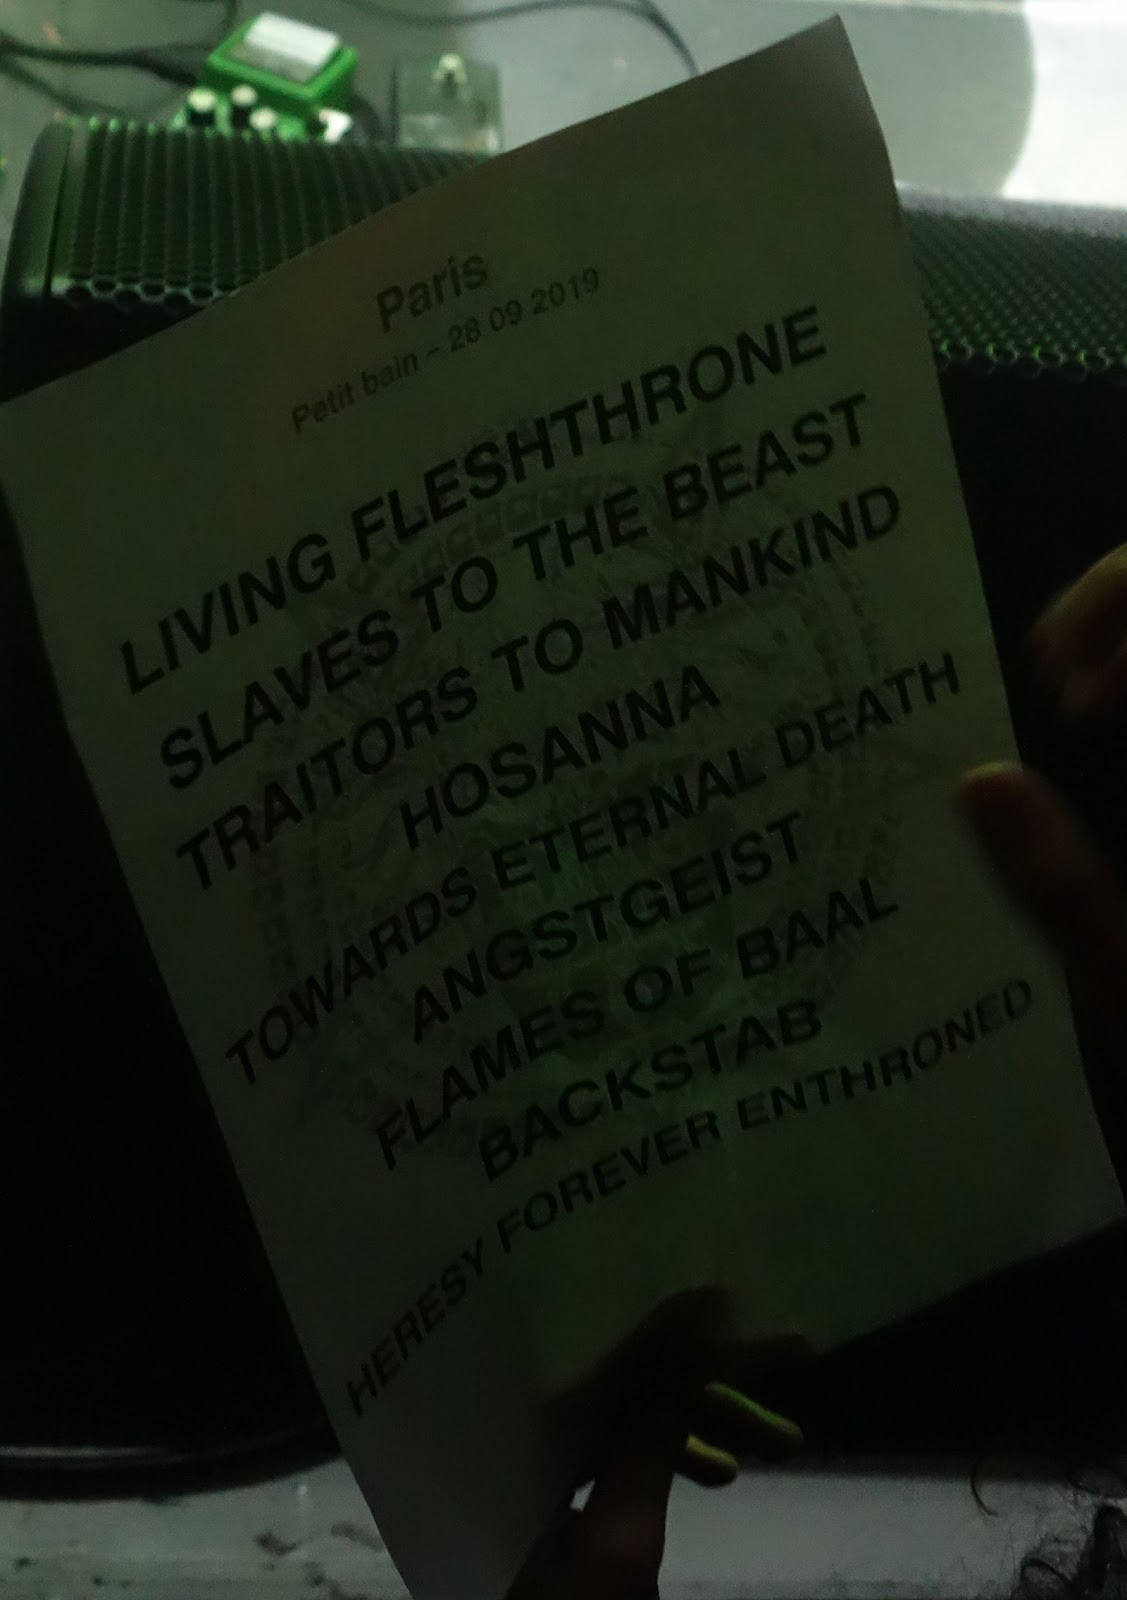 Paris
Petit bain - 28 09 2019
LIVING FLESHTHRONE
SLAVES TO THE BEAST
TRAITORS TO MANKIND
HOSANNA
TOWARDS ETERNAL DEATH
ANGSTGEIST
FLAMES OF BAAL
BACKSTAB
HERESY FOREVER ENTHRONED